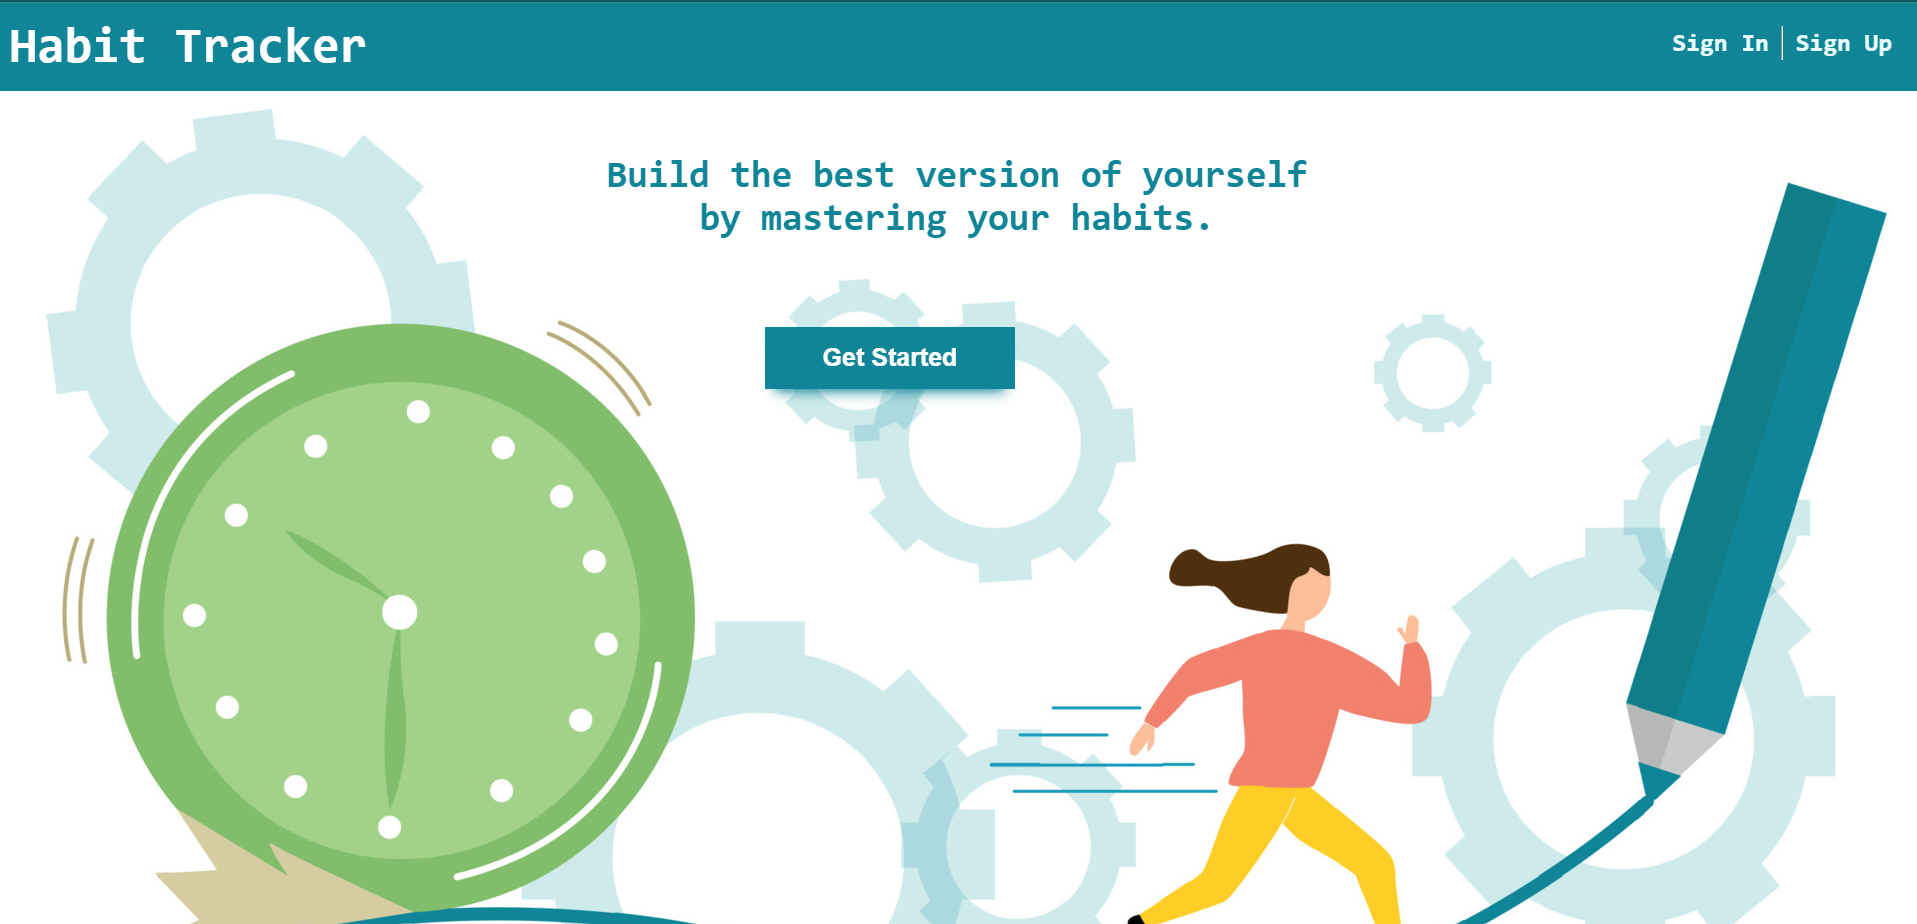 Habit Tracker
Sign In
Sign Up
Build the best version of yourself
by mastering your habits.
Get Started